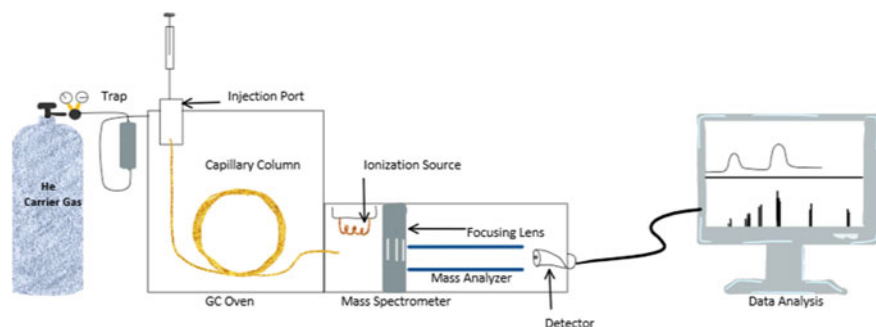 Trap
Injection Port
Capillary Column
Ionization Source
He
Carrier Gas
Focusing Lens
Mass Analyzer
GC Oven
Mass Spectrometer
Data Analysis
Detector